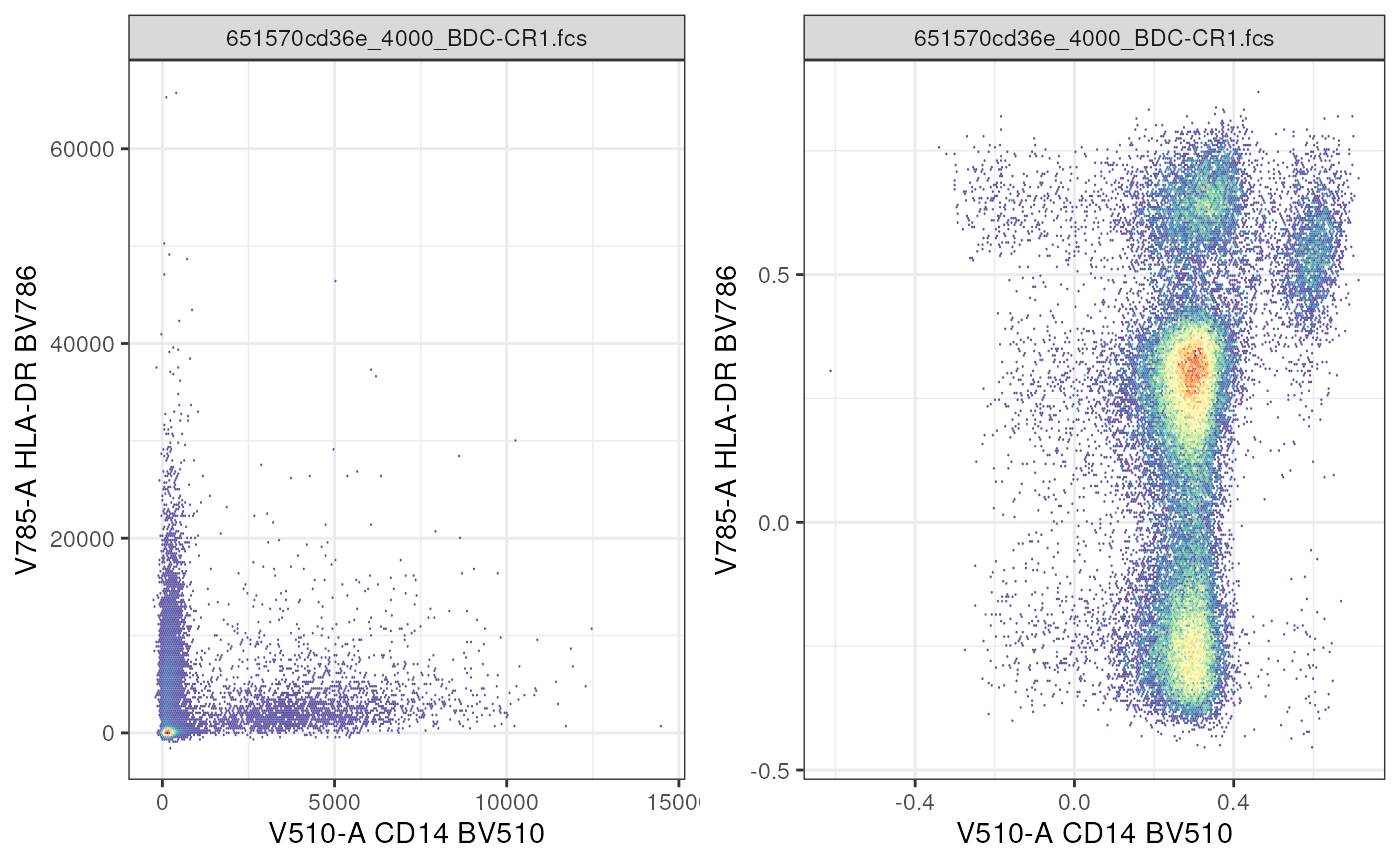 651570cd36e_4000_BDC-CR1.fcs
V785-A HLA-DR BV786
60000
40000
20000
0
0 5000 10000 1500
V510-A CD14 BV510
651570cd36e_4000_BDC-CR1.fcs
V785-A HLA-DR BV786
0.5
0.0
-0.5
-0.4 0.0 0.4
V510-A CD14 BV510